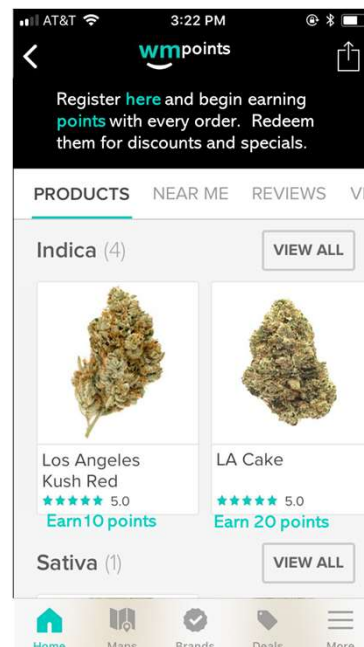 AT&T 3:22 PM
wmpoints
Register here and begin earning
points with every order. Redeem
them for discounts and specials.
PRODUCTS NEAR ME REVIEWS
Indica (4) VIEW ALL
Los Angeles
Kush Red
5.0
Earn10 points
LA Cake
5.0
Earn 20 points
Sativa (1) VIEW ALL
Home Maps Brands Deals More